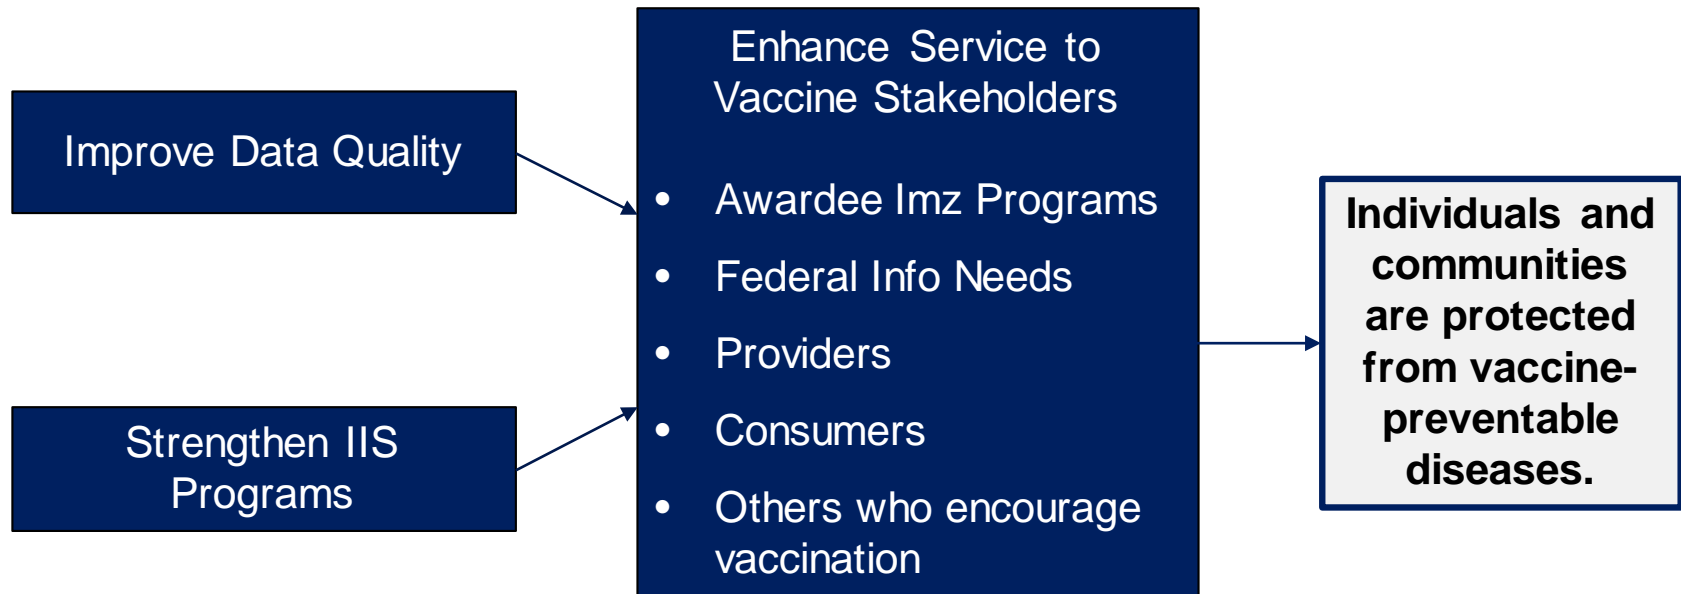 Improve Data Quality
Strengthen IIS
Programs
Enhance Service to
Vaccine Stakeholders
• Awardee Imz Programs
• Federal Info Needs
• Providers
• Consumers
• Others who encourage
vaccination
Individuals and
communities
are protected
from vaccine-
preventable
diseases.